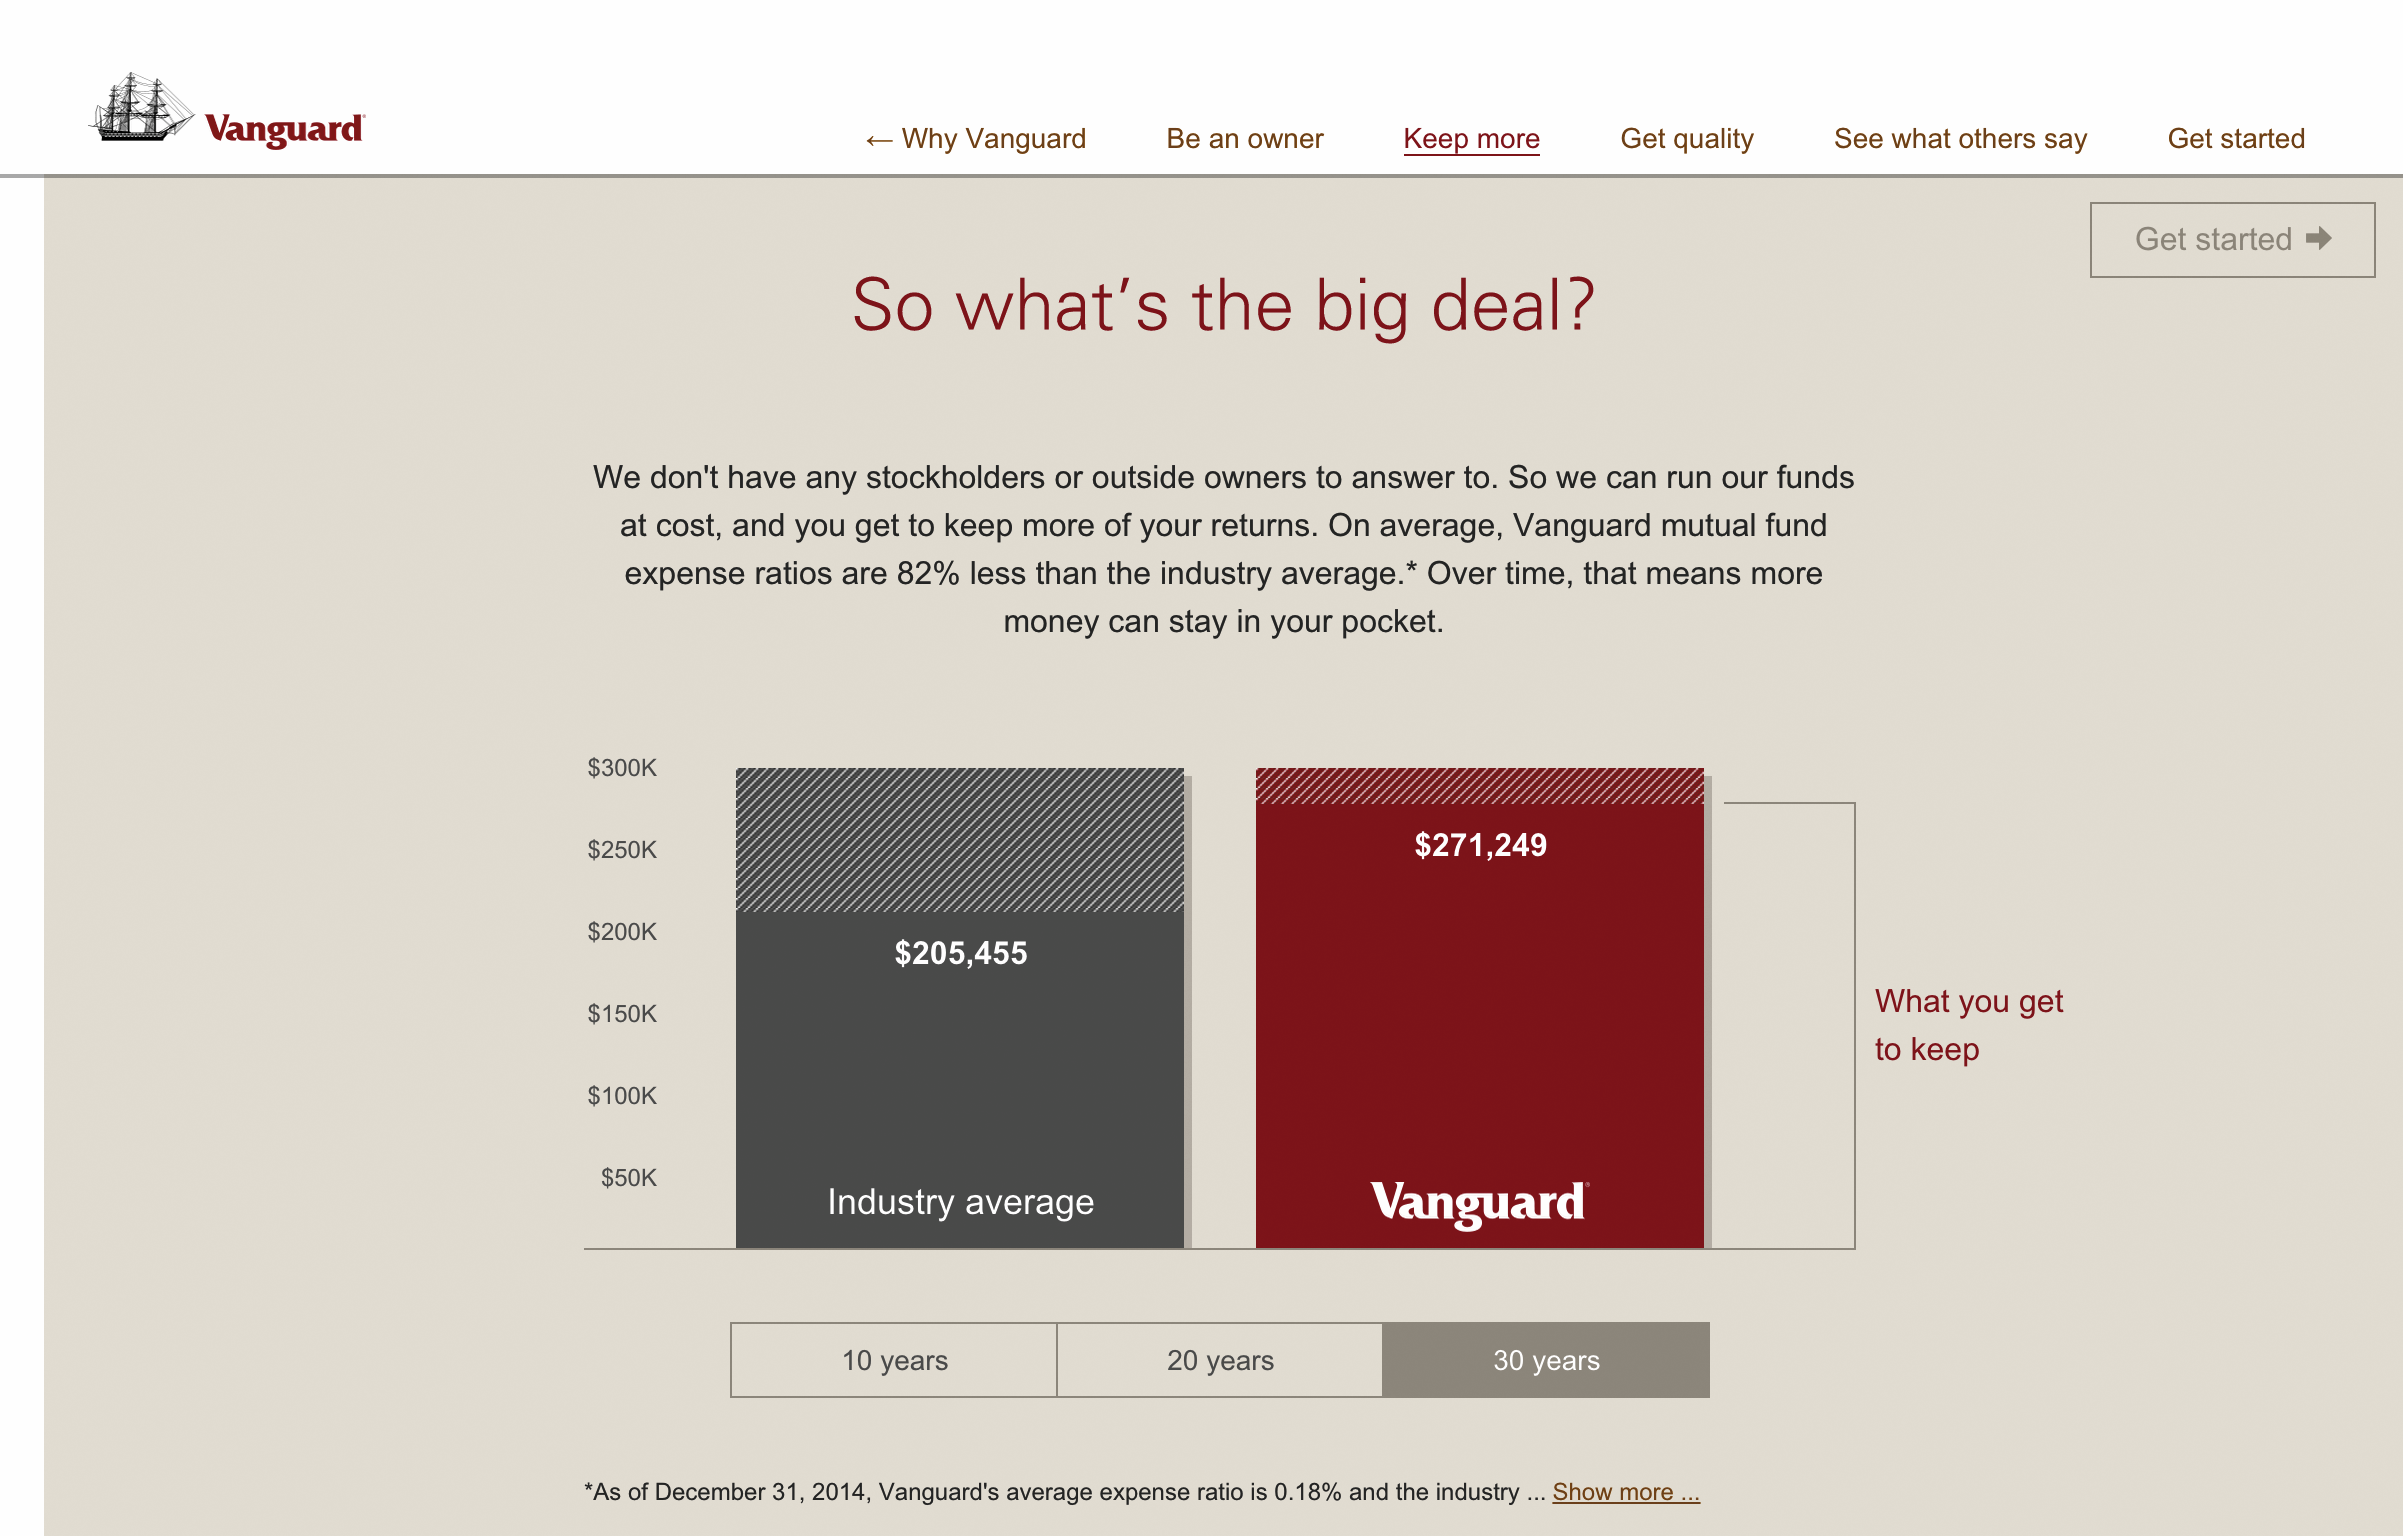 Vanguard
← Why Vanguard
Be an owner
Keep more
Get quality
See what others say
Get started
Get started
So what's the big deal?
We don't have any stockholders or outside owners to answer to. So we can run our funds
at cost, and you get to keep more of your returns. On average, Vanguard mutual fund
expense ratios are 82% less than the industry average.* Over time, that means more
money can stay in your pocket.
$300K
$250K
$200K
$150K
$100K
$50K
$205,455
Industry average
$271,249
Vanguard
What you get
to keep
10 years
20 years
30 years
*As of December 31, 2014, Vanguard's average expense ratio is 0.18% and the industry ... Show more ...